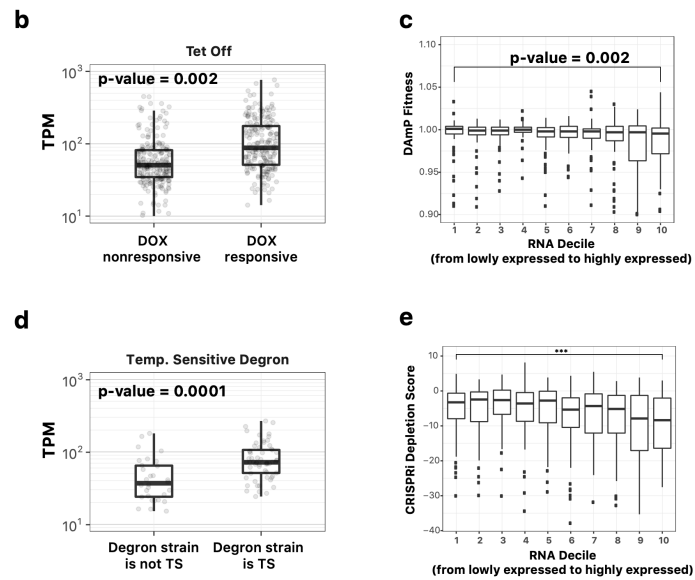 b
Tet Off
p-value = 0.002
TPM
10³
10²
10¹
DOX
nonresponsive
DOX
responsive
c
p-value = 0.002
DAmP Fitness
1.10
1.05
1.00
0.95
0.90
1 2 3 4 5 6 7 8 9 10
RNA Decile
(from lowly expressed to highly expressed)
d
Temp. Sensitive Degron
p-value = 0.0001
TPM
10³
10²
10¹
Degron strain
is not TS
Degron strain
is TS
e
***
CRISPRi Depletion Score
10
0
−10
−20
−30
−40
1 2 3 4 5 6 7 8 9 10
RNA Decile
(from lowly expressed to highly expressed)